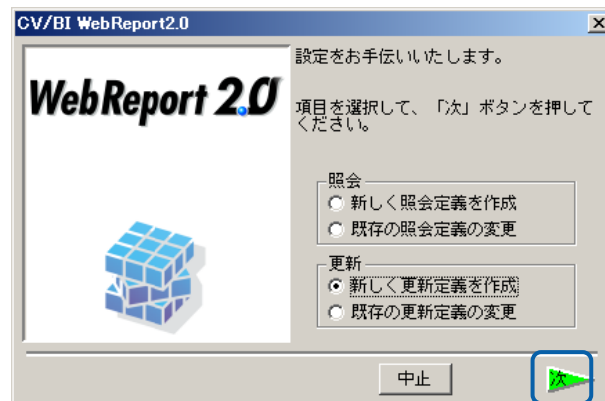 CV/BI WebReport2.0
WebReport 2.0
設定をお手伝いいたします。
項目を選択して、「次」ボタンを押して
ください。
照会
新しく照会定義を作成
既存の照会定義の変更
更新
新しく更新定義を作成
既存の更新定義の変更
中止
次